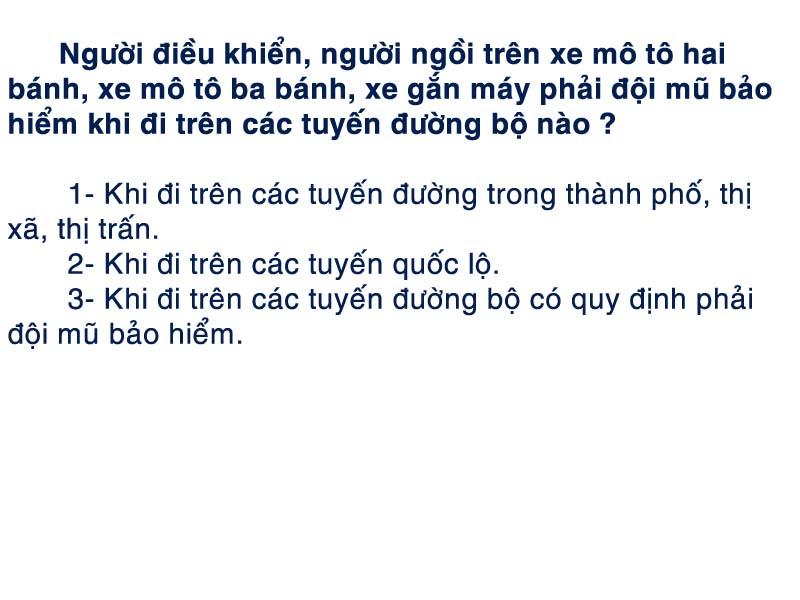 Người điều khiển, người ngồi trên xe mô tô hai
bánh, xe mô tô ba bánh, xe gắn máy phải đội mũ bảo
hiểm khi đi trên các tuyến đường bộ nào ?
1- Khi đi trên các tuyến đường trong thành phố, thị
xã, thị trấn.
2- Khi đi trên các tuyến quốc lộ.
3- Khi đi trên các tuyến đường bộ có quy định phải
đội mũ bảo hiểm.